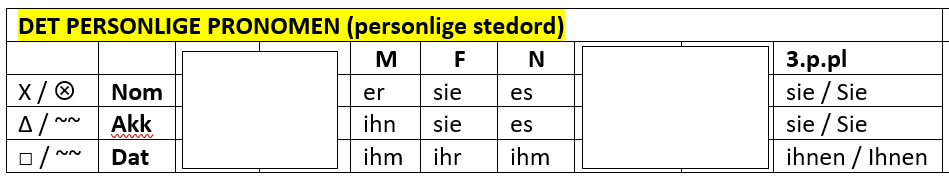 DET PERSONLIGE PRONOMEN (personlige stedord)
M F N 3.p.pl
X / ⊗ Nom er sie es sie / Sie
Δ / ~~ Akk ihn sie es sie / Sie
□ / ~~ Dat ihm ihr ihm ihnen / Ihnen